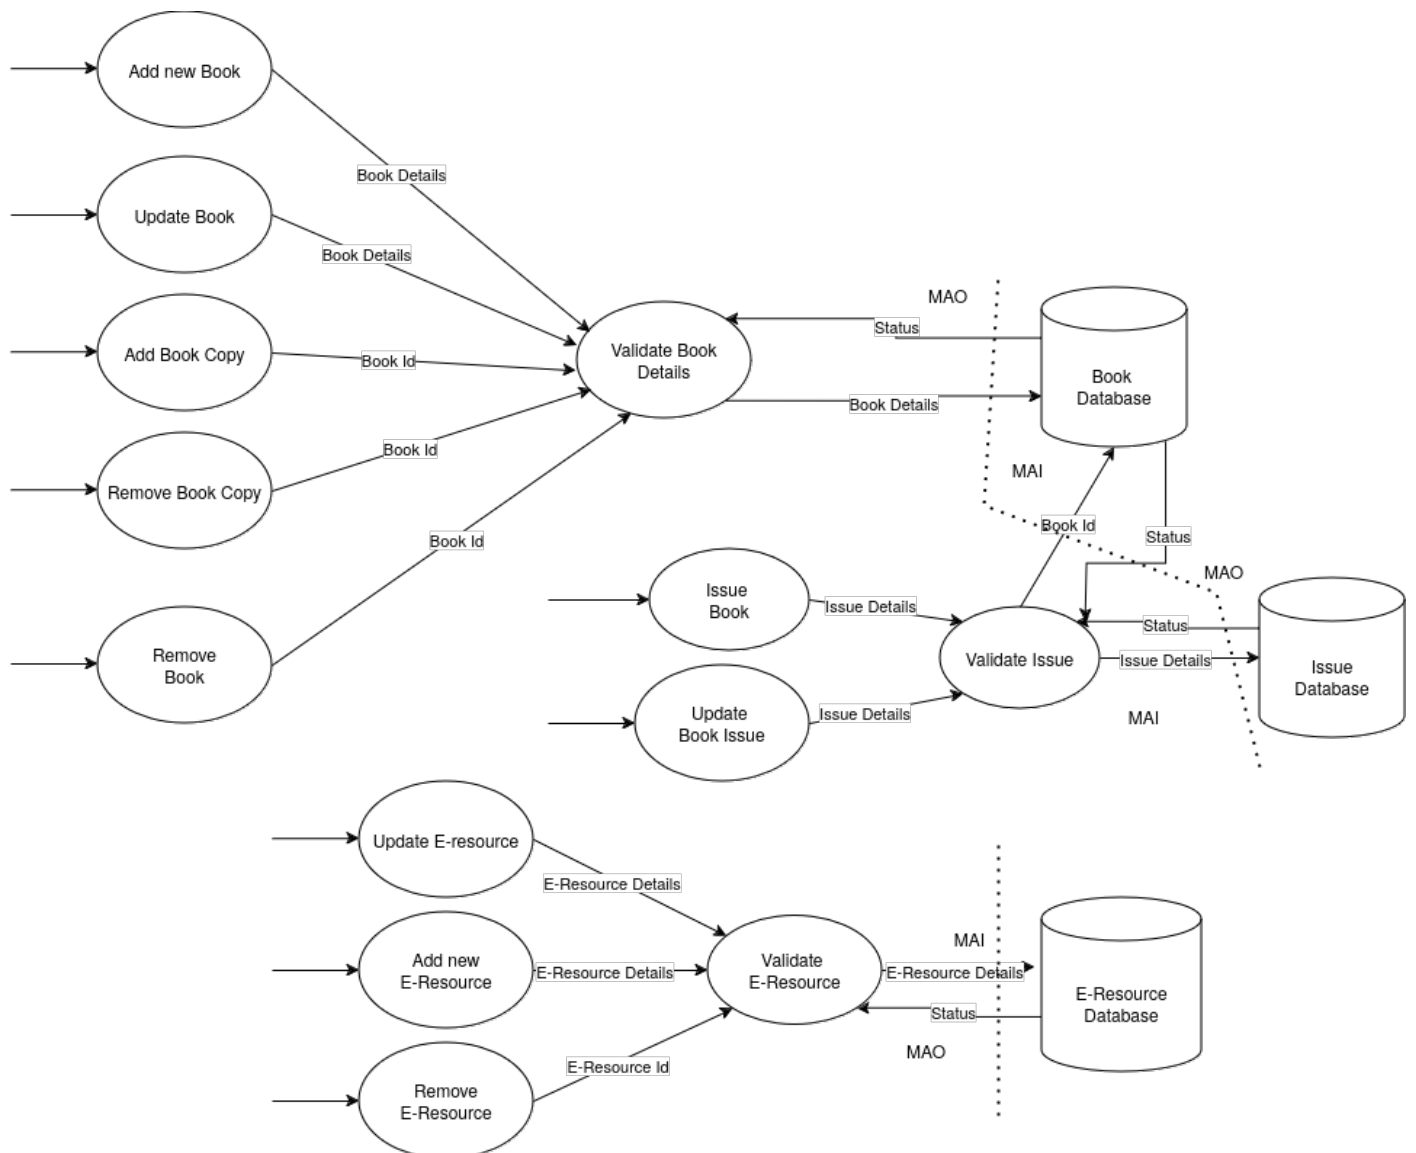 Add new Book
Book Details
Update Book
Book Details
MAO
Status
Add Book Copy
Book Id
Validate Book
Details
Book
Database
Book Details
Book Id
MAI
Remove Book Copy
Book Id
Book Id
Status
MAO
Issue
Book
Issue Details
Status
Remove
Book
Validate Issue
Issue Details
Issue
Database
Update
Book Issue
Issue Details
MAI
Update E-resource
E-Resource Details
MAI
Add new
E-Resource
E-Resource Details
Validate
E-Resource
E-Resource Details
E-Resource
Database
Status
MAO
E-Resource Id
Remove
E-Resource